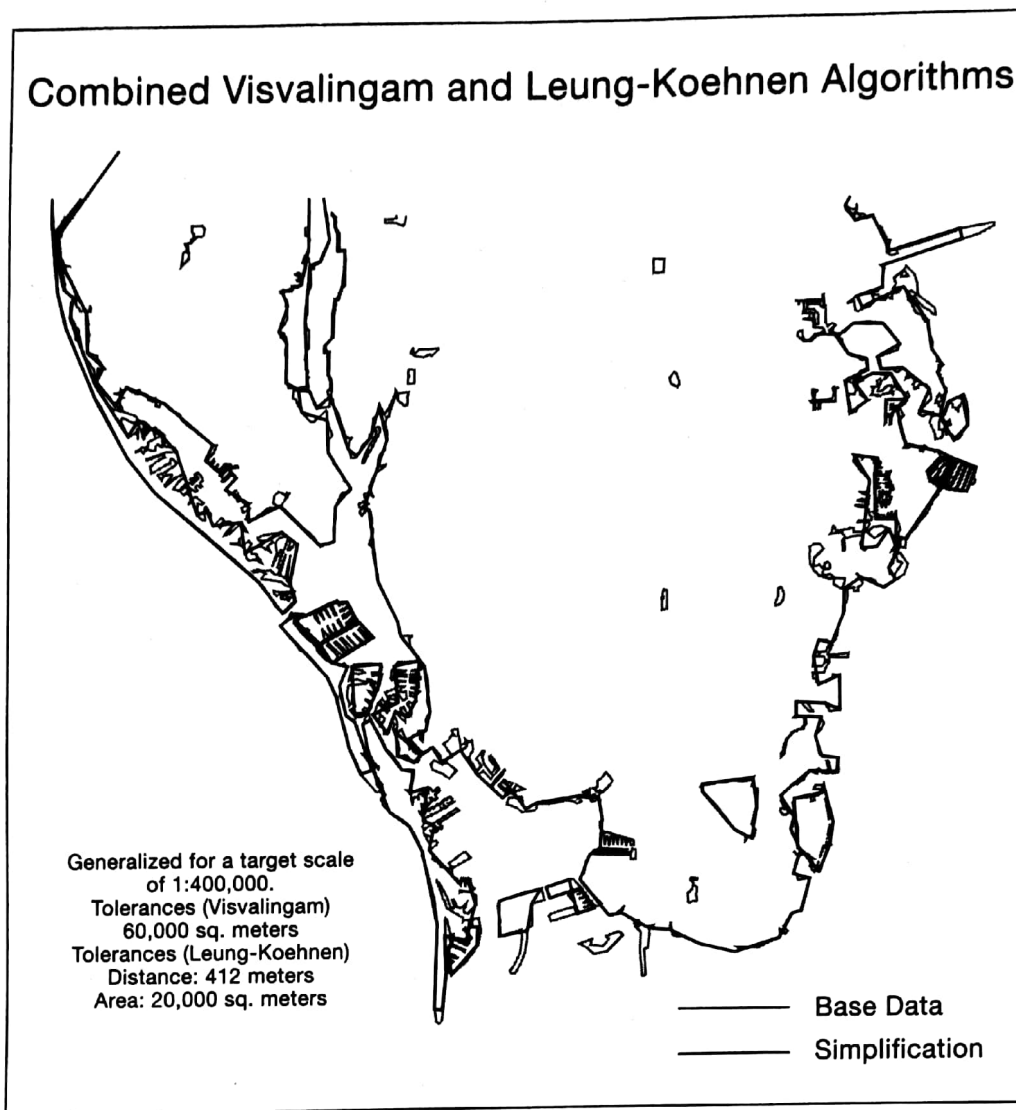 Combined Visvalingam and Leung-Koehnen Algorithms
Generalized for a target scale
of 1:400,000.
Tolerances (Visvalingam)
60,000 sq. meters
Tolerances (Leung-Koehnen)
Distance: 412 meters
Area: 20,000 sq. meters
Base Data
Simplification